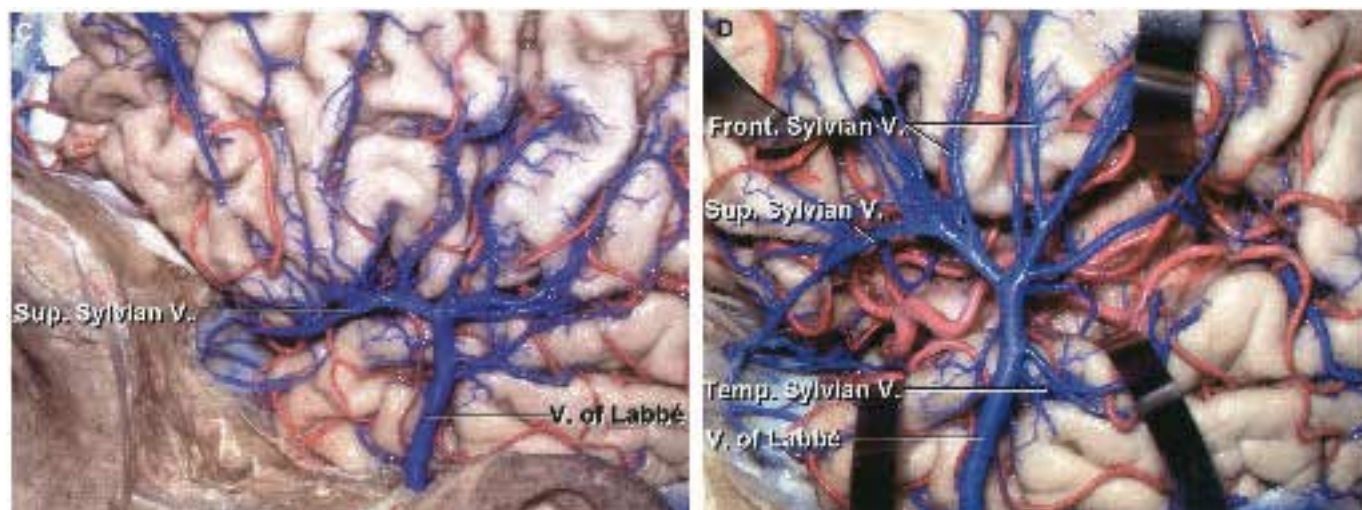 C
Sup. Sylvian V..
V. of Labbé
D
Front. Sylvian V..
Sup. Sylvian V.
Temp. Sylvian V.
V. of Labbé